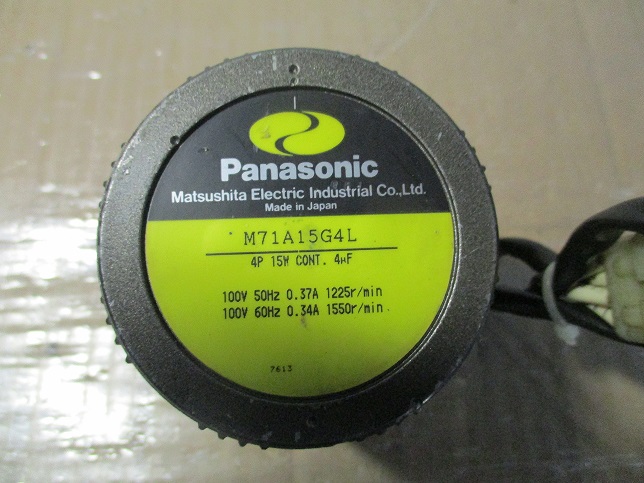 Panasonic
Matsushita Electric Industrial Co.,Ltd.
Made in Japan
M71A15G4L
4P 15W CONT. 4µF
100V 50Hz 0.37A 1225r/min
100V 60Hz 0.34A 1550r/min
7613